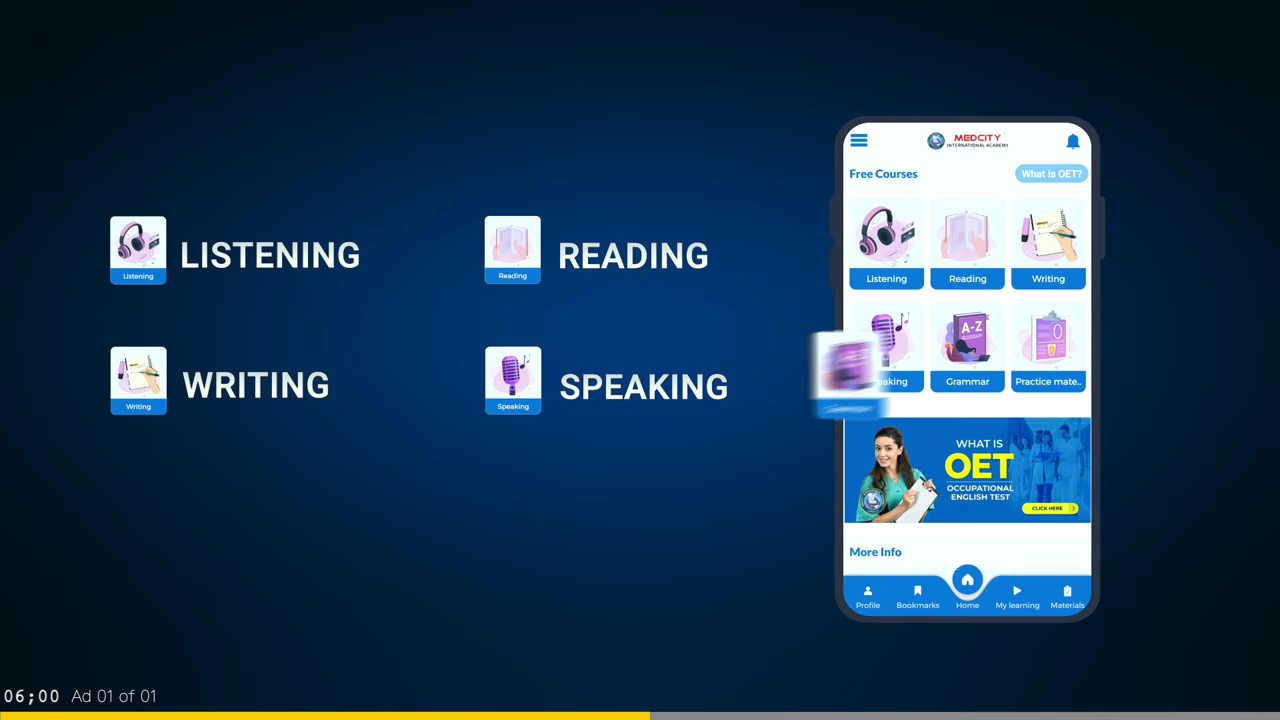 Listening
LISTENING
Reading
READING
Writing
WRITING
Speaking
SPEAKING
MEDCITY
INTERNATIONAL ACADEMY
Free Courses
What is OET?
Listening
Reading
Writing
A-Z
GLOSSARY
aking
Grammar
Practice mate..
WHAT IS
OET
OCCUPATIONAL
ENGLISH TEST
CLICK HERE
More Info
Profile
Bookmarks
Home
My learning
Materials
06;00 Ad 01 of 01